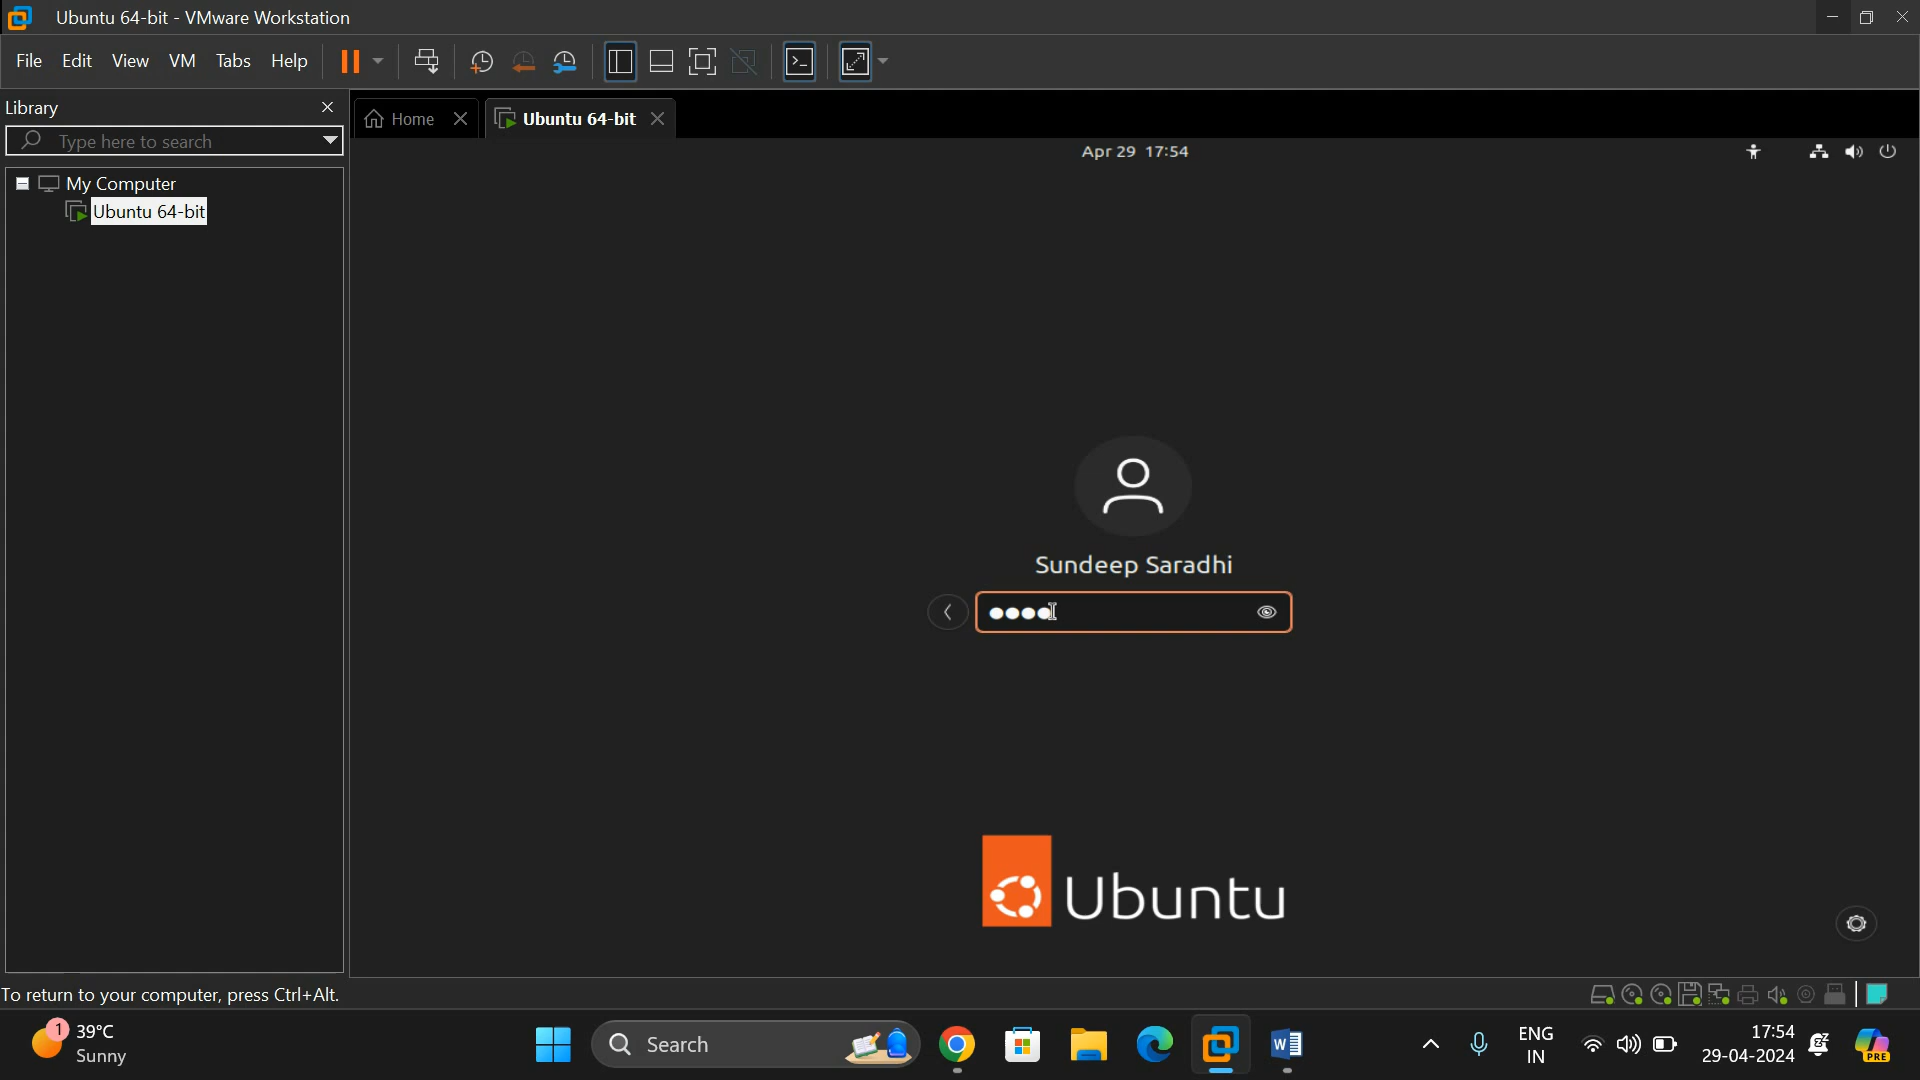 Ubuntu 64-bit - VMware Workstation
File Edit View VM Tabs Help
Library
Type here to search
My Computer
Ubuntu 64-bit
Home
Ubuntu 64-bit
Apr 29 17:54
Sundeep Saradhi
Ubuntu
To return to your computer, press Ctrl+Alt.
1
39°C
Sunny
Search
ENG
IN
17:54
29-04-2024
PRE